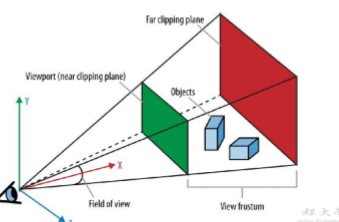 Far clipping plane
Viewport (near clipping plane)
Objects
Y
X
Field of view
View frustum